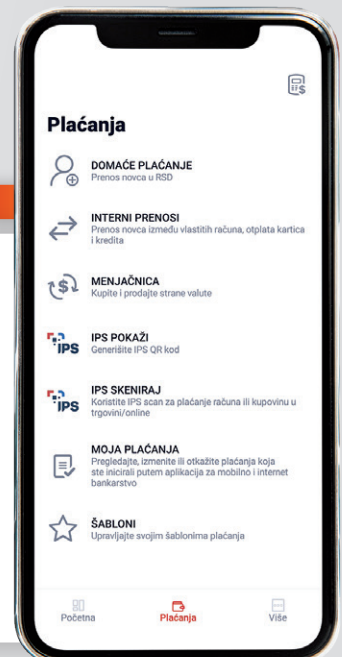 Plaćanja
DOMAĆE PLAĆANJE
Prenos novca u RSD
INTERNI PRENOSI
Prenos novca između vlastitih računa, otplata kartica
i kredita
MENJAČNICA
Kupite i prodajte strane valute
IPS
IPS POKAŽI
Generišite IPS QR kod
IPS
IPS SKENIRAJ
Koristite IPS scan za plaćanje računa ili kupovinu u
trgovini/online
MOJA PLAĆANJA
Pregledajte, izmenite ili otkažite plaćanja koja
ste inicirali putem aplikacija za mobilno i internet
bankarstvo
ŠABLONI
Upravljajte svojim šablonima plaćanja
Početna
Plaćanja
Više